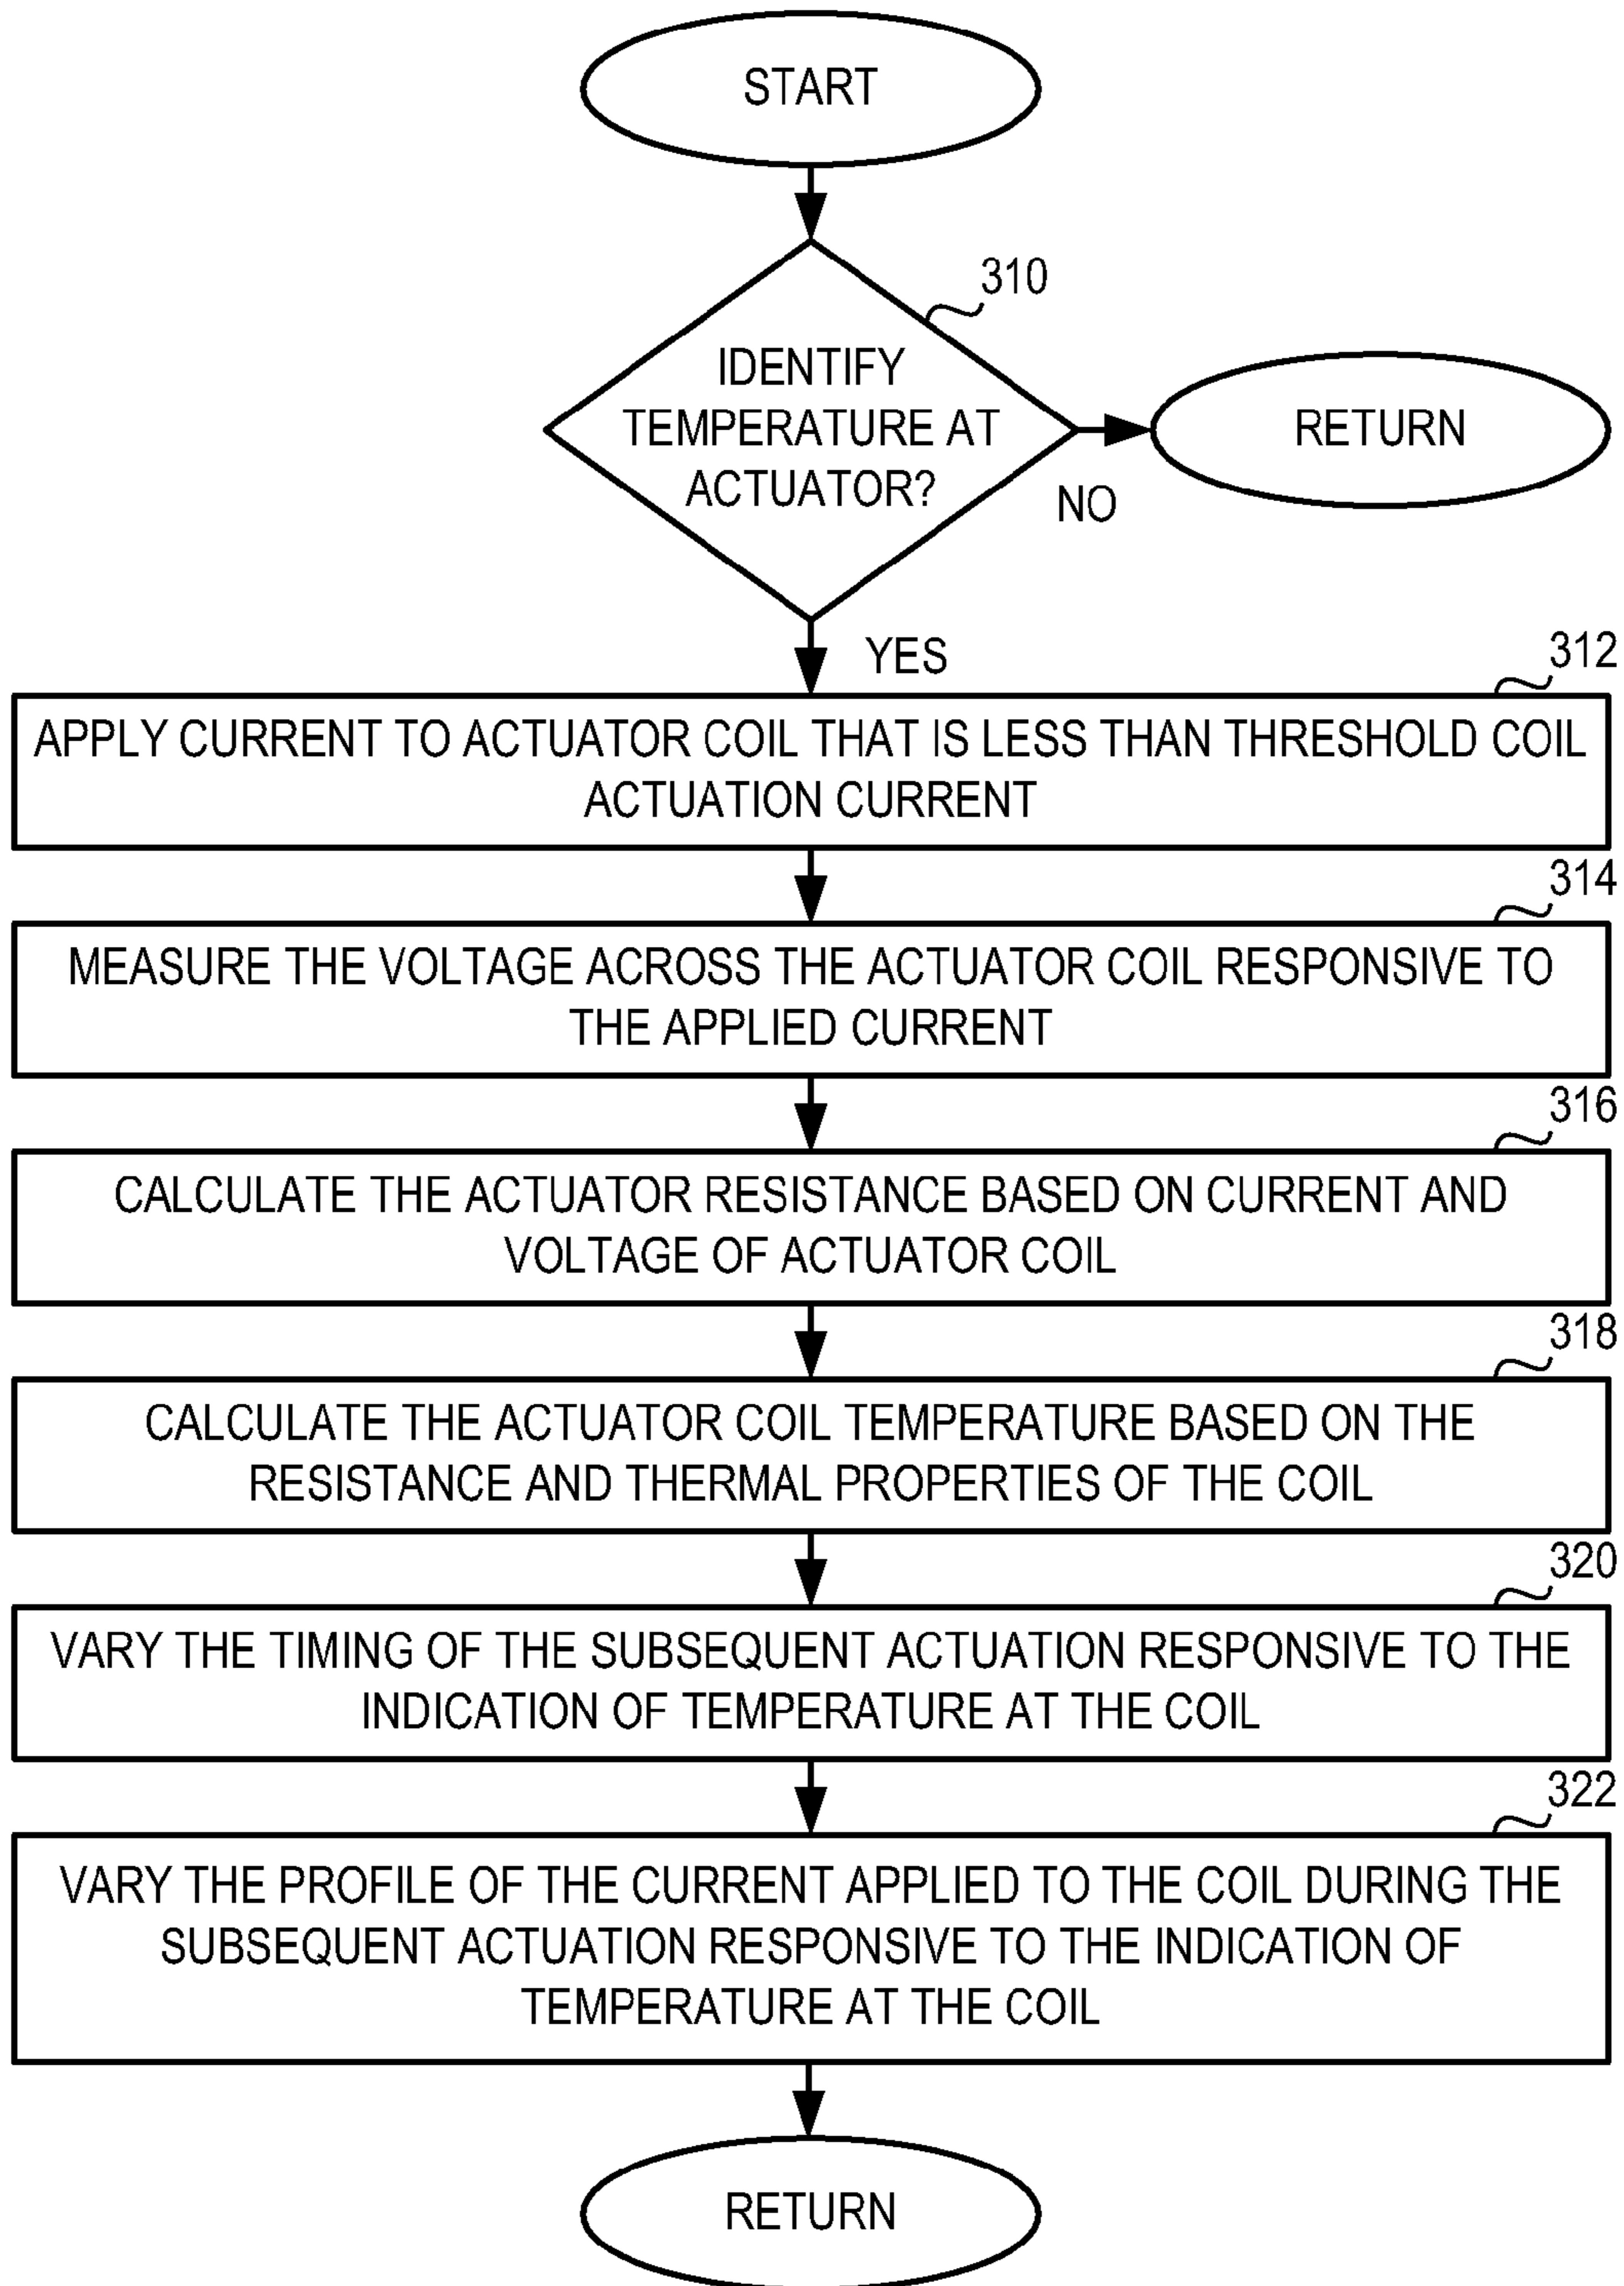 START
310
IDENTIFY
TEMPERATURE AT
ACTUATOR?
RETURN
NO
YES
312
APPLY CURRENT TO ACTUATOR COIL THAT IS LESS THAN THRESHOLD COIL
ACTUATION CURRENT
314
MEASURE THE VOLTAGE ACROSS THE ACTUATOR COIL RESPONSIVE TO
THE APPLIED CURRENT
316
CALCULATE THE ACTUATOR RESISTANCE BASED ON CURRENT AND
VOLTAGE OF ACTUATOR COIL
318
CALCULATE THE ACTUATOR COIL TEMPERATURE BASED ON THE
RESISTANCE AND THERMAL PROPERTIES OF THE COIL
320
VARY THE TIMING OF THE SUBSEQUENT ACTUATION RESPONSIVE TO THE
INDICATION OF TEMPERATURE AT THE COIL
322
VARY THE PROFILE OF THE CURRENT APPLIED TO THE COIL DURING THE
SUBSEQUENT ACTUATION RESPONSIVE TO THE INDICATION OF
TEMPERATURE AT THE COIL
RETURN